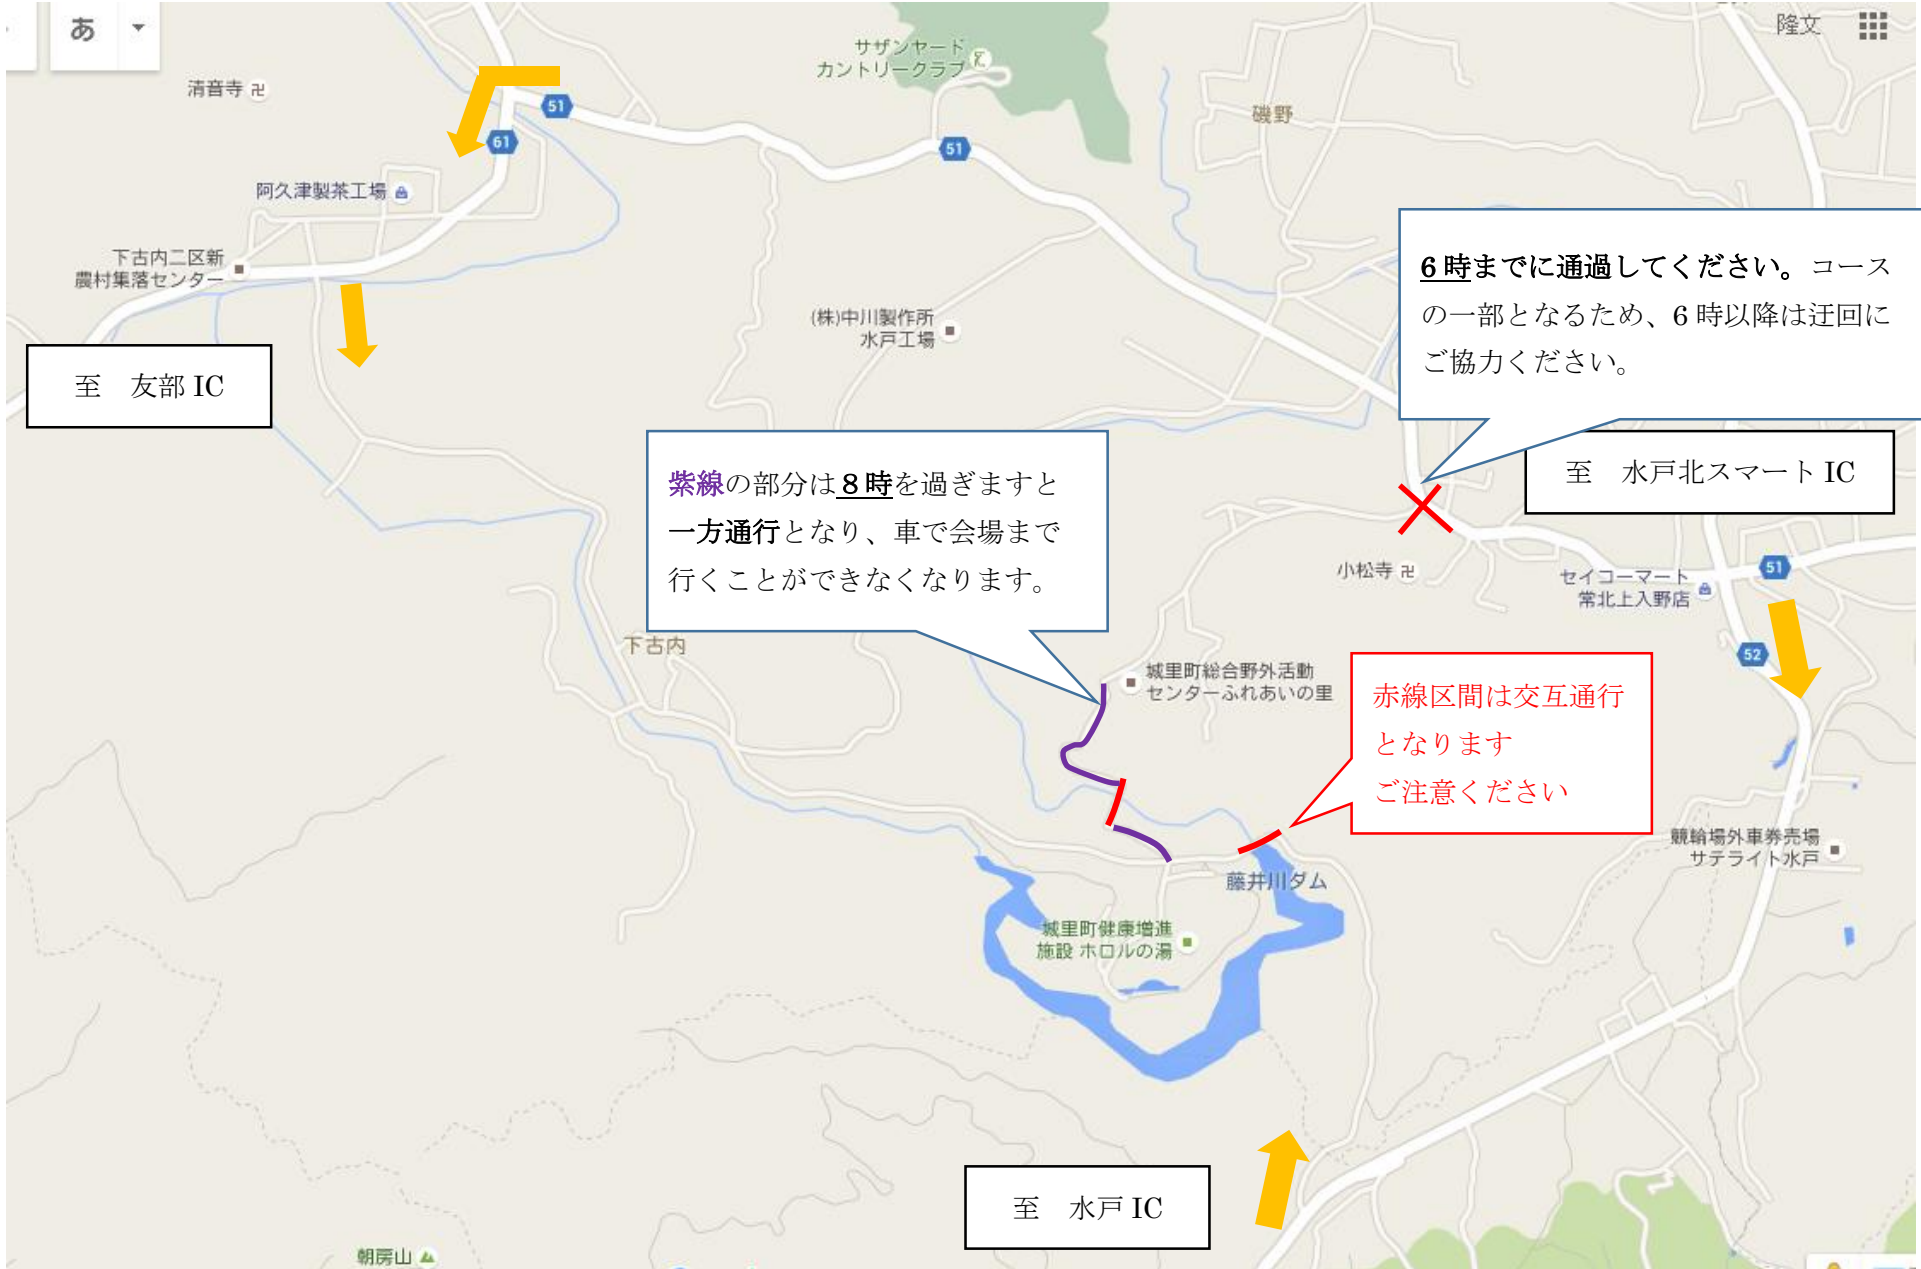 あ
隆文
サザンヤード
カントリークラブ
清音寺
51
磯野
61
51
阿久津製茶工場
下古内二区新
農村集落センター
(株)中川製作所
水戸工場
6時までに通過してください。コース
の一部となるため、6時以降は迂回に
ご協力ください。
至　友部 IC
至　水戸北スマート IC
紫線の部分は8時を過ぎますと
一方通行となり、車で会場まで
行くことができなくなります。
小松寺
セイコーマート
常北上入野店
51
下古内
52
城里町総合野外活動
センターふれあいの里
赤線区間は交互通行
となります
ご注意ください
競輪場外車券売場
サテライト水戸
藤井川ダム
城里町健康増進
施設 ホロルの湯
至　水戸 IC
朝房山